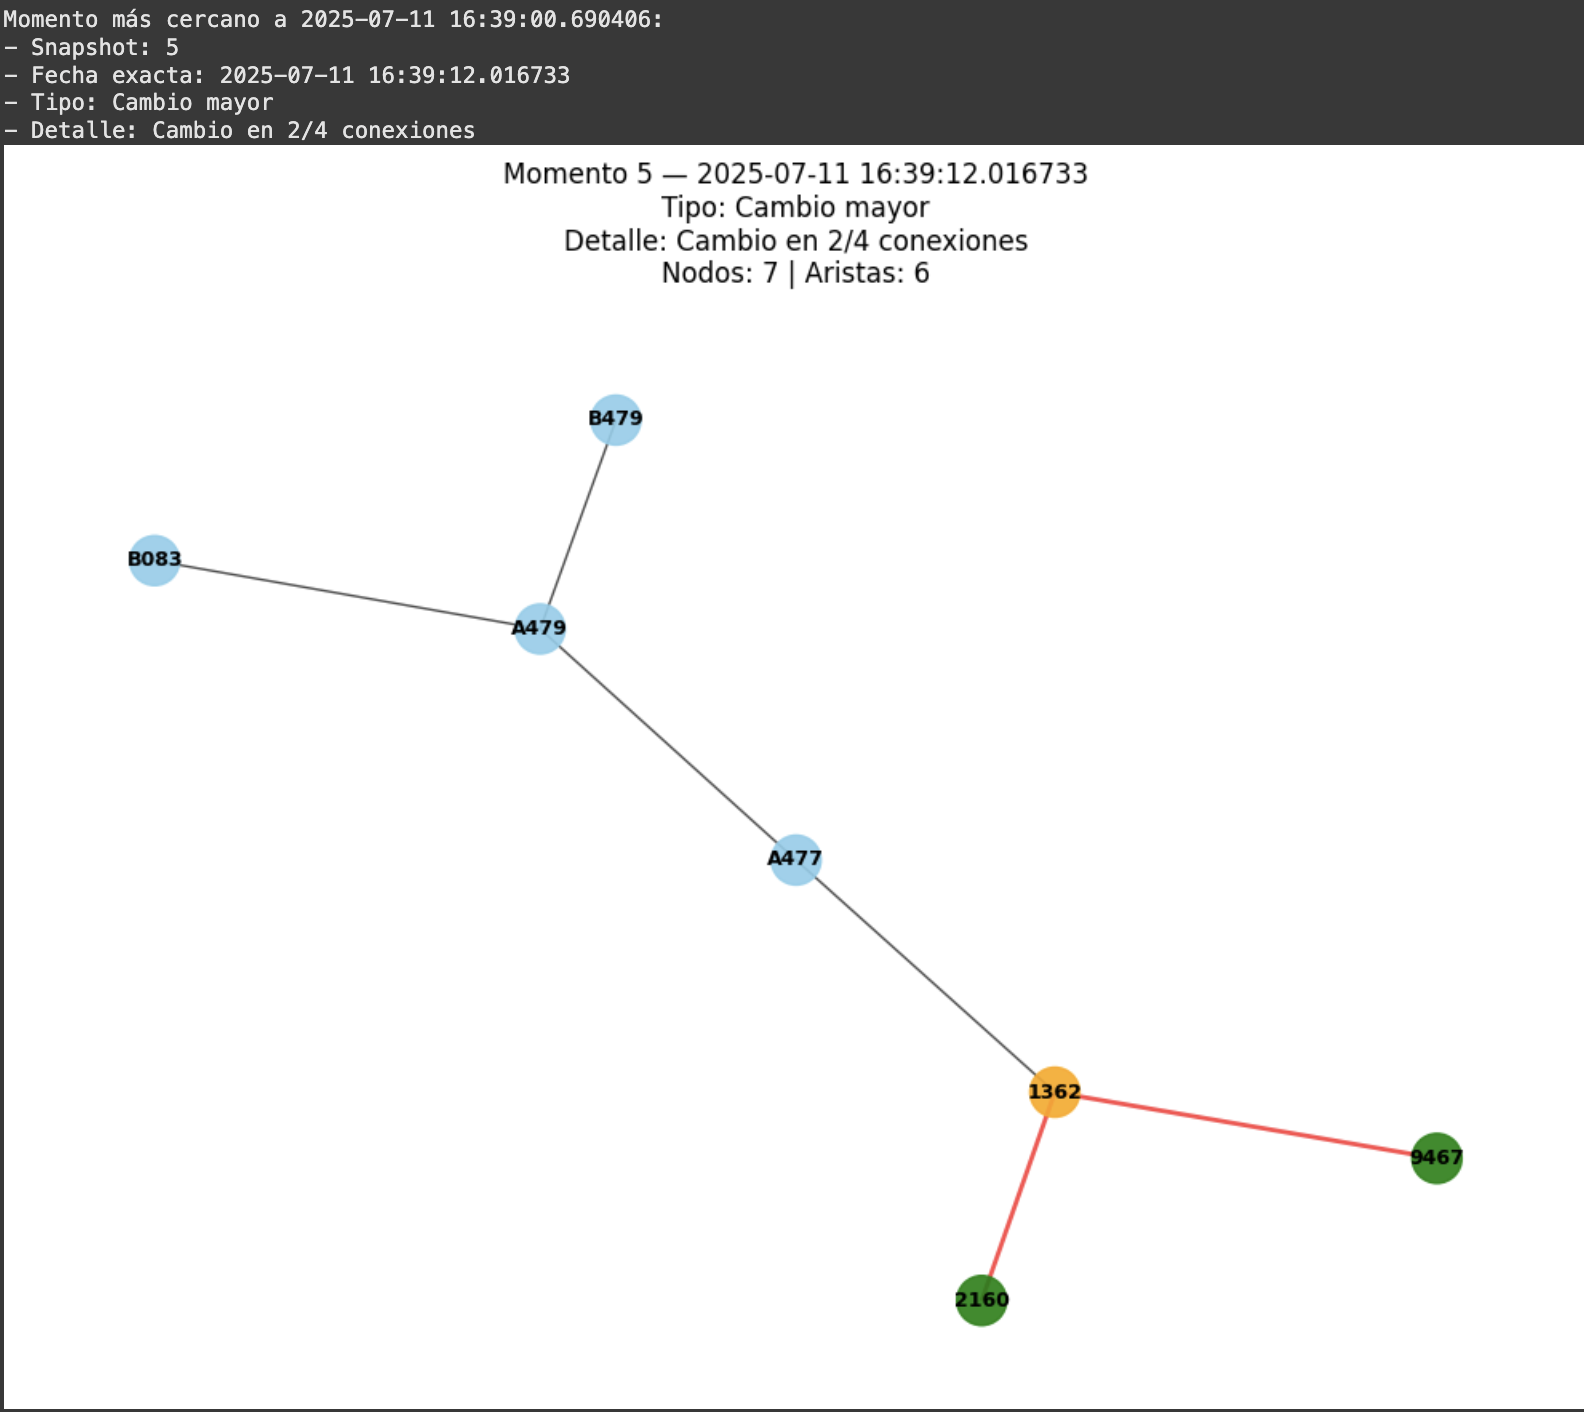 Momento más cercano a 2025-07-11 16:39:00.690406:
- Snapshot: 5
- Fecha exacta: 2025-07-11 16:39:12.016733
- Tipo: Cambio mayor
- Detalle: Cambio en 2/4 conexiones
Momento 5 — 2025-07-11 16:39:12.016733
Tipo: Cambio mayor
Detalle: Cambio en 2/4 conexiones
Nodos: 7 | Aristas: 6
B479
B083
A479
A477
1362
9467
2160